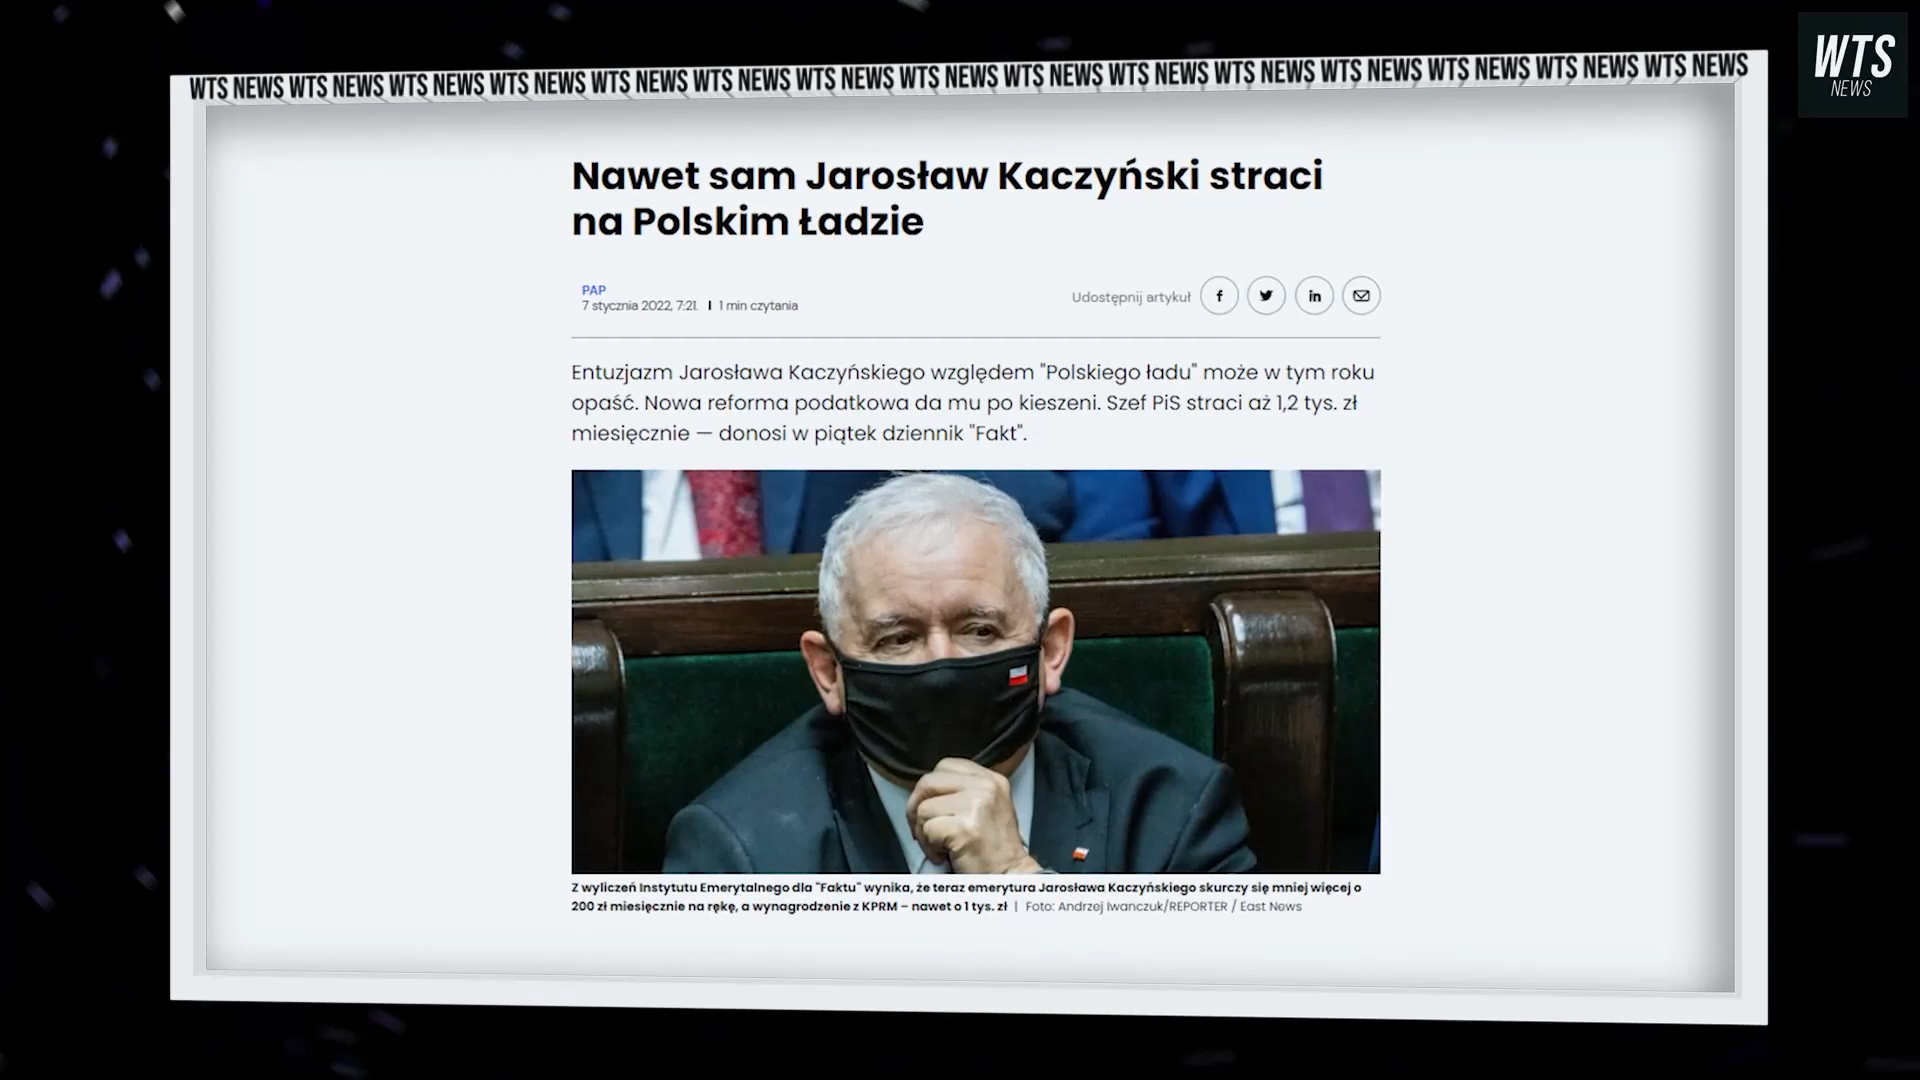 WTS NEWS WTS NEWS WTS NEWS WTS NEWS WTS NEWS WTS NEWS WTS NEWS WTS NEWS WTS NEWS WTS NEWS WTS NEWS WTS NEWS WTS NEWS WTS NEWS WTS NEWS
WTS
NEWS
Nawet sam Jarosław Kaczyński straci
na Polskim Ładzie
PAP
7 stycznia 2022, 7:21. | 1 min czytania
Udostępnij artykuł
Entuzjazm Jarosława Kaczyńskiego względem "Polskiego ładu" może w tym roku
opaść. Nowa reforma podatkowa da mu po kieszeni. Szef PiS straci aż 1,2 tys. zł
miesięcznie — donosi w piątek dziennik "Fakt".
Z wyliczeń Instytutu Emerytalnego dla "Faktu" wynika, że teraz emerytura Jarosława Kaczyńskiego skurczy się mniej więcej o
200 zł miesięcznie na rękę, a wynagrodzenie z KPRM – nawet o 1 tys. zł | Foto: Andrzej Iwanczuk/REPORTER / East News